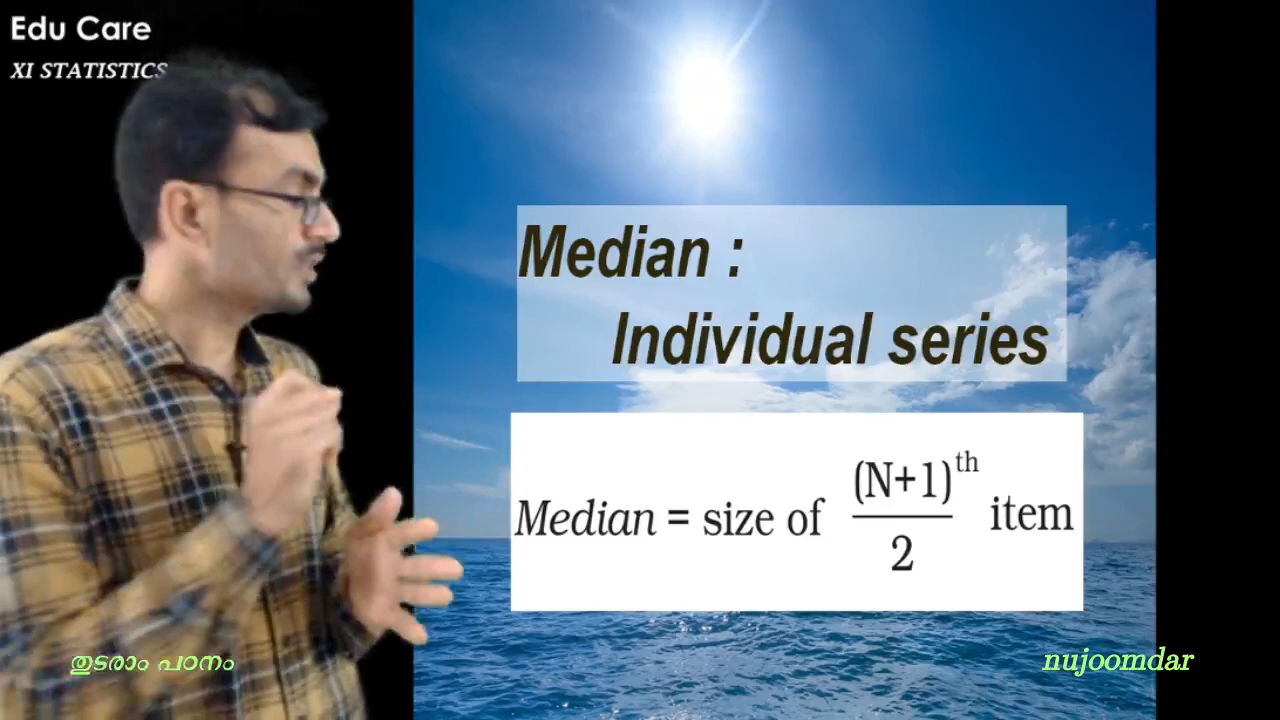 Edu Care
XI STATISTICS
Median :
Individual series
Median = size of (N+1)^th / 2 item
തുടരാം പഠനം
nujoomdar